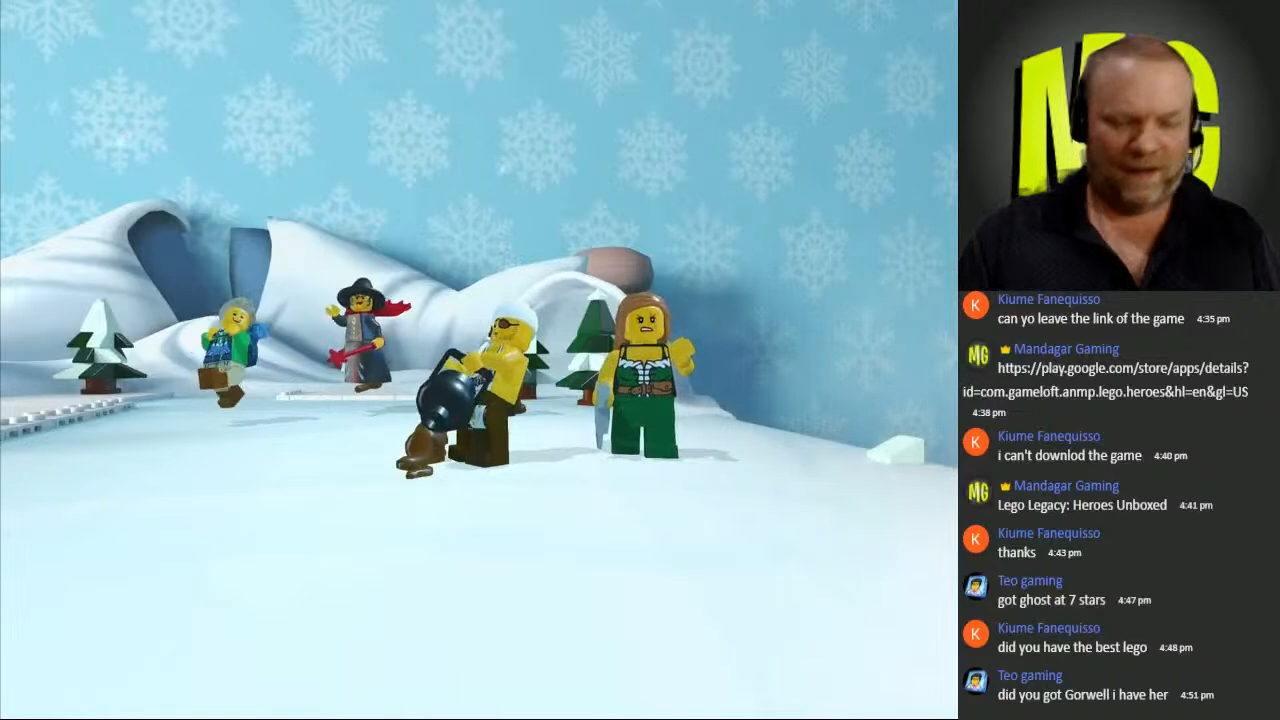 MG
Kiume Fanequisso
can yo leave the link of the game 4:35 pm
MG Mandagar Gaming
https://play.google.com/store/apps/details?
id=com.gameloft.anmp.lego.heroes&hl=en&gl=US
4:38 pm
K Kiume Fanequisso
i can't downlod the game 4:40 pm
MG Mandagar Gaming
Lego Legacy: Heroes Unboxed 4:41 pm
K Kiume Fanequisso
thanks 4:43 pm
Teo gaming
got ghost at 7 stars 4:47 pm
K Kiume Fanequisso
did you have the best lego 4:48 pm
Teo gaming
did you got Gorwell i have her 4:51 pm